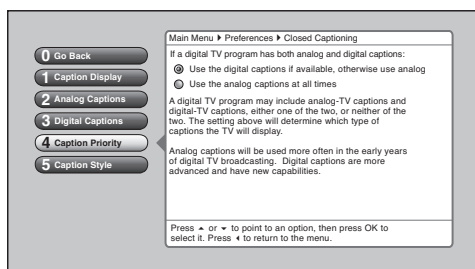 0 Go Back
1 Caption Display
2 Analog Captions
3 Digital Captions
4 Caption Priority
5 Caption Style
Main Menu ▶ Preferences ▶ Closed Captioning
If a digital TV program has both analog and digital captions:
Use the digital captions if available, otherwise use analog
Use the analog captions at all times
A digital TV program may include analog-TV captions and
digital-TV captions, either one of the two, or neither of the
two. The setting above will determine which type of
captions the TV will display.
Analog captions will be used more often in the early years
of digital TV broadcasting. Digital captions are more
advanced and have new capabilities.
Press ▲ or ▼ to point to an option, then press OK to
select it. Press ◀ to return to the menu.